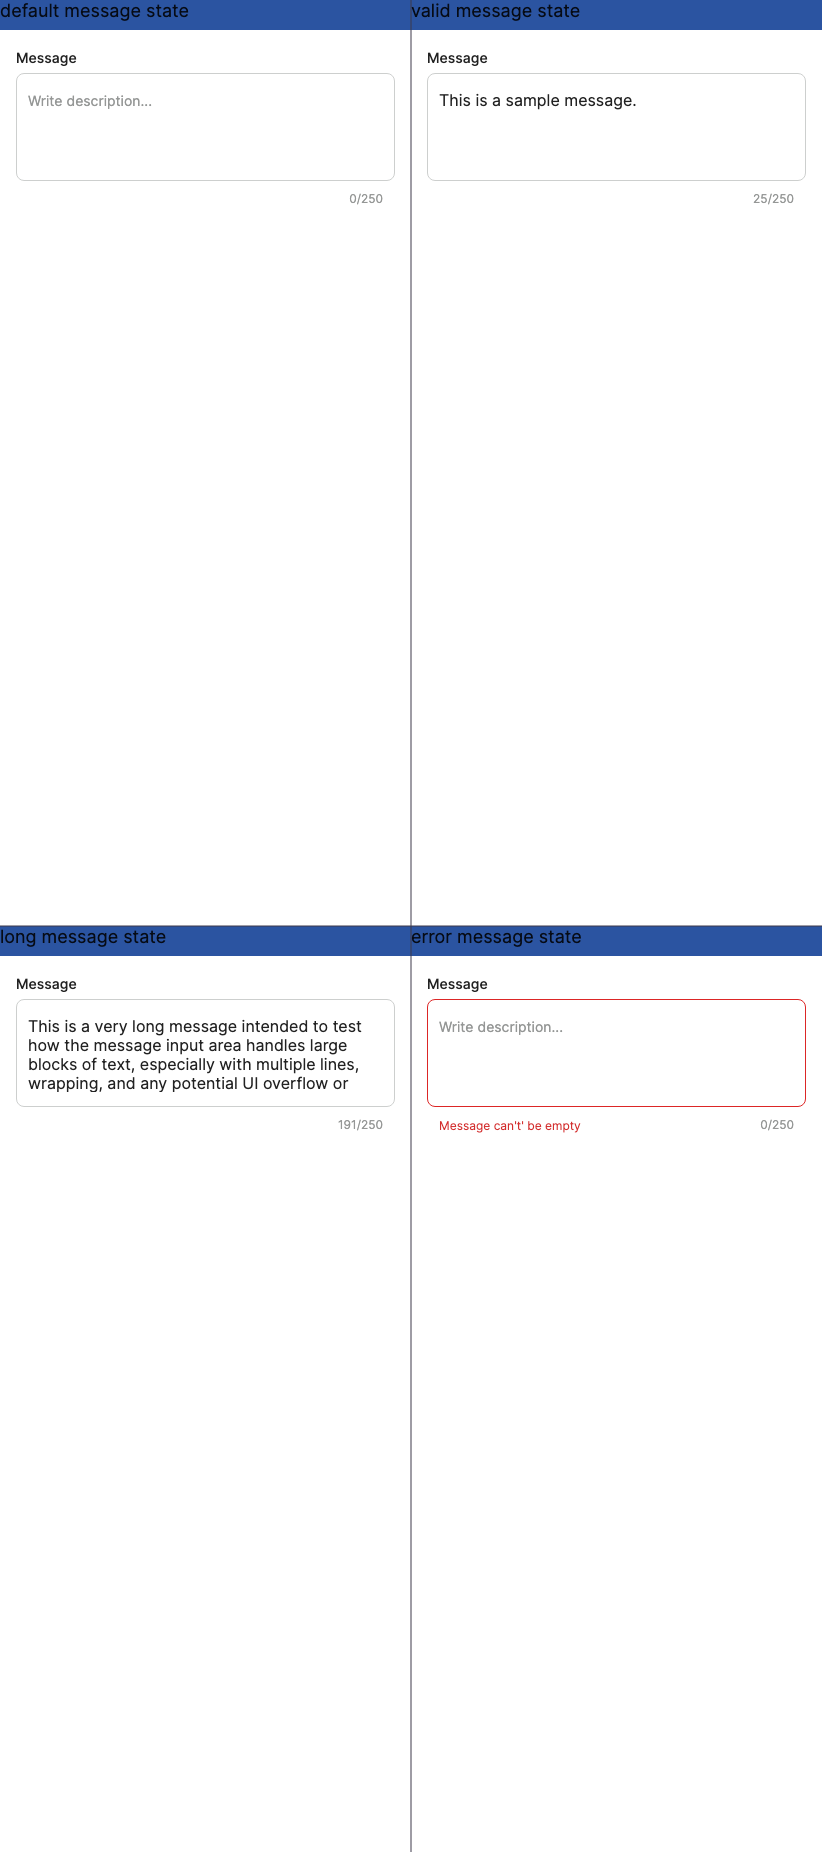 default message state
Message
Write description...
0/250
valid message state
Message
This is a sample message.
25/250
long message state
Message
This is a very long message intended to test
how the message input area handles large
blocks of text, especially with multiple lines,
wrapping, and any potential UI overflow or
191/250
error message state
Message
Write description...
Message can't' be empty
0/250